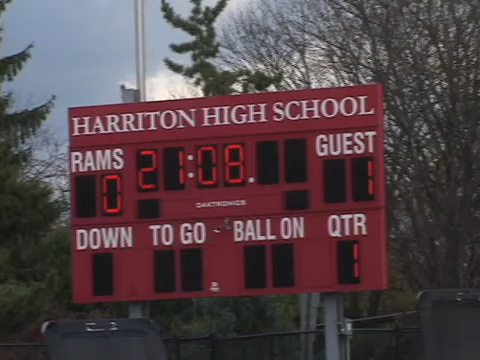 HARRITON HIGH SCHOOL
RAMS 21:08. GUEST
0 1
DAKTRONICS
DOWN TO GO BALL ON QTR
1